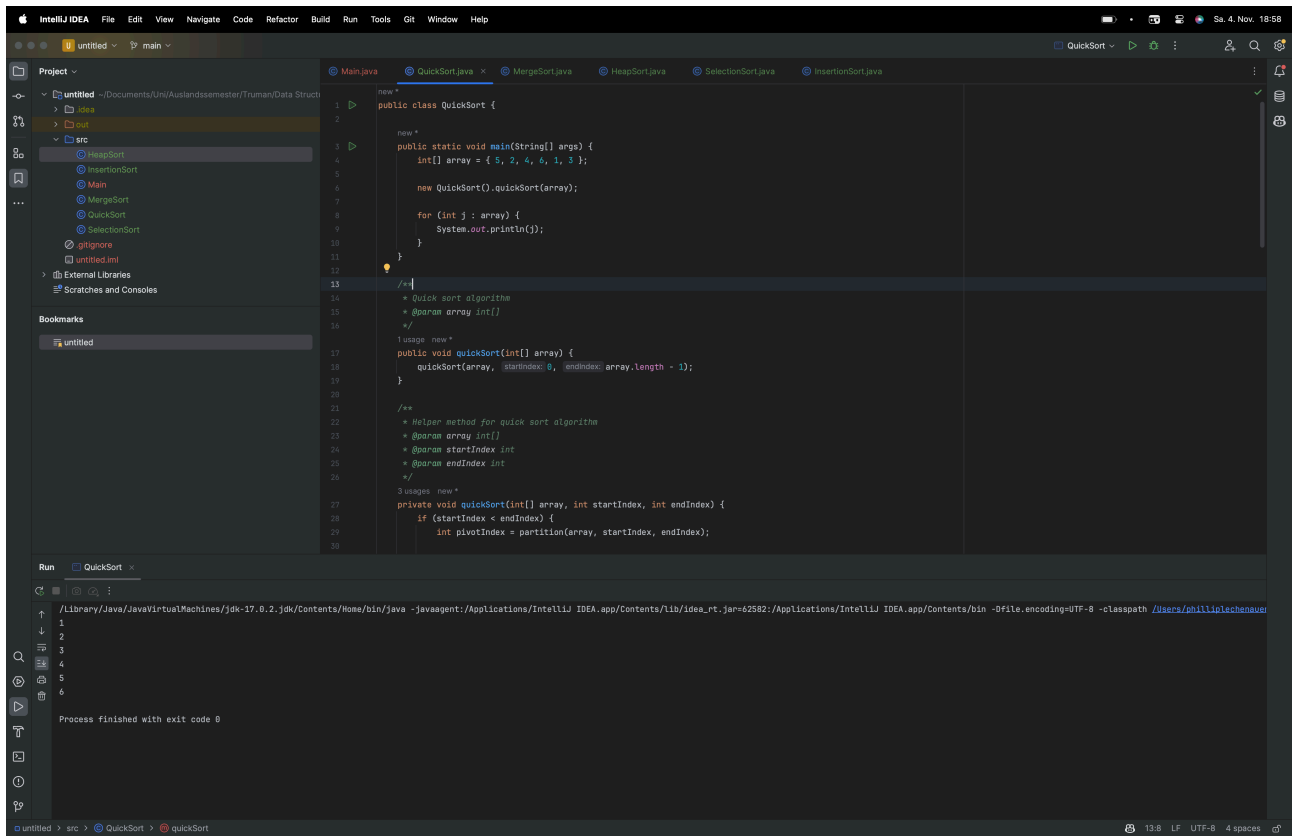 IntelliJ IDEA File Edit View Navigate Code Refactor Build Run Tools Git Window Help
Sa. 4. Nov. 18:58
U untitled main
QuickSort
Project
Main.java QuickSort.java MergeSort.java HeapSort.java SelectionSort.java InsertionSort.java
untitled ~/Documents/Uni/Auslandssemester/Truman/Data Struct
.idea
out
src
HeapSort
InsertionSort
Main
MergeSort
QuickSort
SelectionSort
.gitignore
untitled.iml
External Libraries
Scratches and Consoles
Bookmarks
untitled
new *
1 public class QuickSort {
2
new *
3 public static void main(String[] args) {
4 int[] array = { 5, 2, 4, 6, 1, 3 };
5
6 new QuickSort().quickSort(array);
7
8 for (int j : array) {
9 System.out.println(j);
10 }
11 }
12
13 /**
14 * Quick sort algorithm
15 * @param array int[]
16 */
1 usage new *
17 public void quickSort(int[] array) {
18 quickSort(array, startIndex: 0, endIndex: array.length - 1);
19 }
20
21 /**
22 * Helper method for quick sort algorithm
23 * @param array int[]
24 * @param startIndex int
25 * @param endIndex int
26 */
3 usages new *
27 private void quickSort(int[] array, int startIndex, int endIndex) {
28 if (startIndex < endIndex) {
29 int pivotIndex = partition(array, startIndex, endIndex);
30
Run QuickSort
/Library/Java/JavaVirtualMachines/jdk-17.0.2.jdk/Contents/Home/bin/java -javaagent:/Applications/IntelliJ IDEA.app/Contents/lib/idea_rt.jar=62582:/Applications/IntelliJ IDEA.app/Contents/bin -Dfile.encoding=UTF-8 -classpath /Users/philliplechenauer
1
2
3
4
5
6
Process finished with exit code 0
untitled > src > QuickSort > quickSort
13:8 LF UTF-8 4 spaces